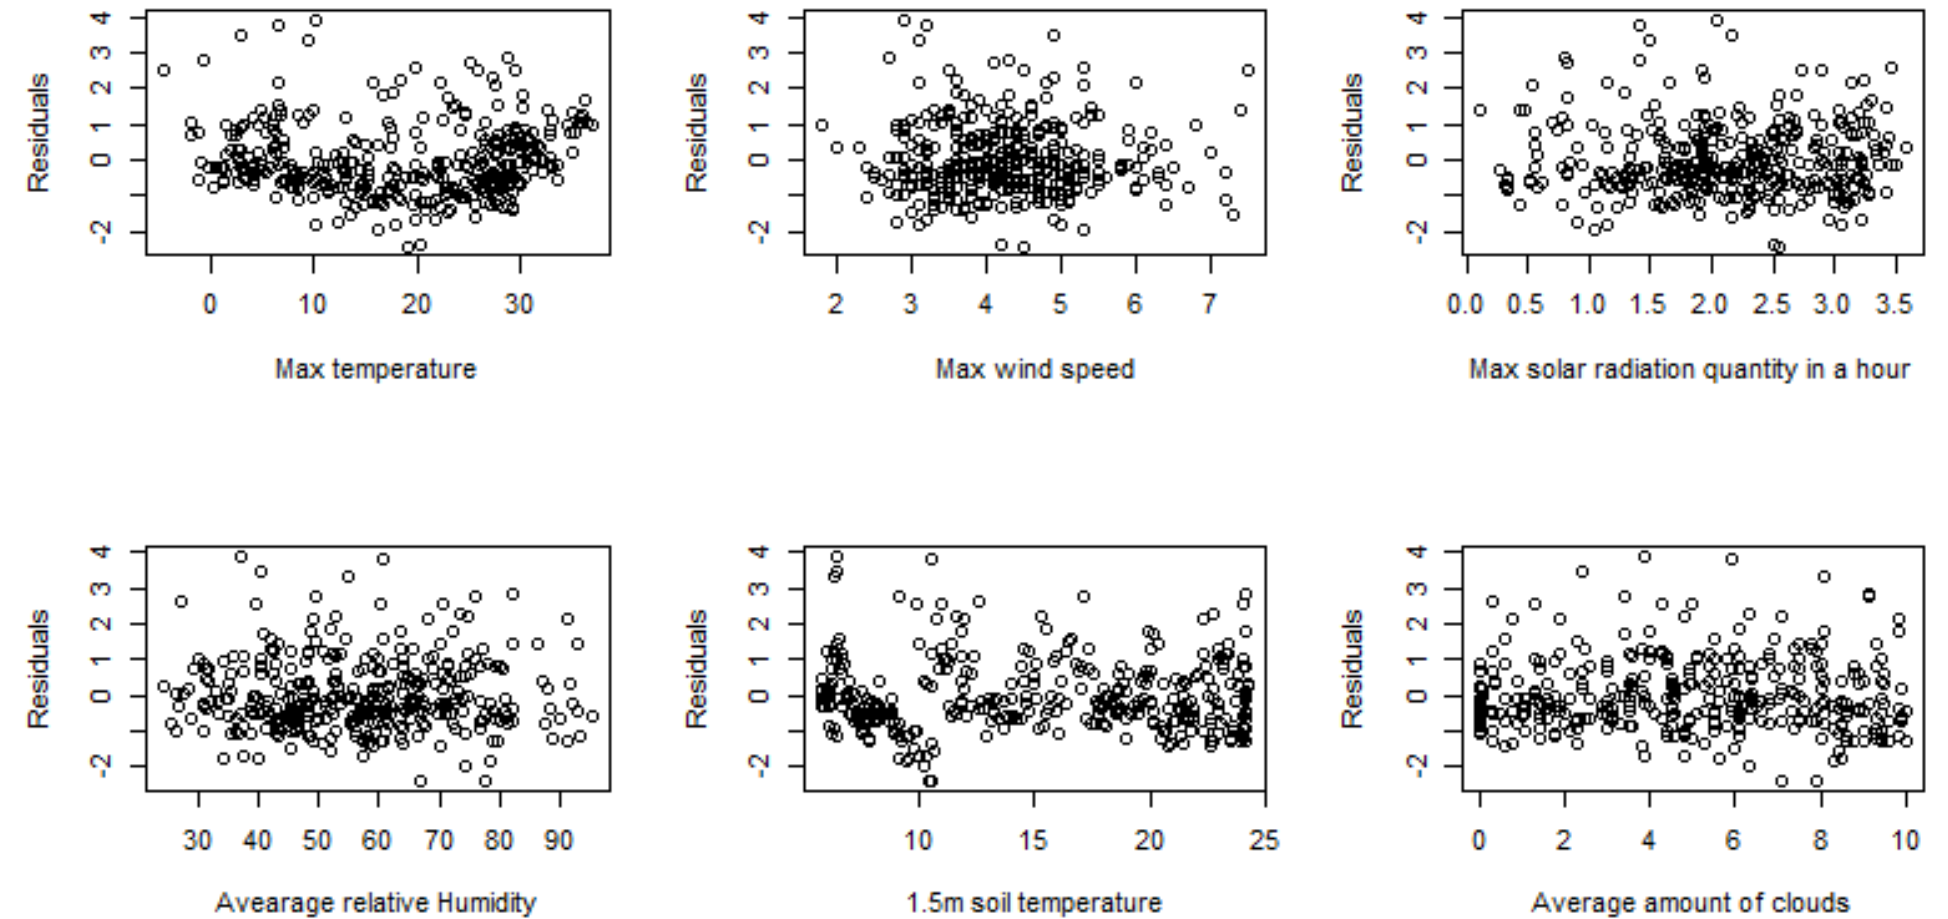 Residuals
4
3
2
1
0
-2
0 10 20 30
Max temperature
Residuals
4
3
2
1
0
-2
2 3 4 5 6 7
Max wind speed
Residuals
4
3
2
1
0
-2
0.0 0.5 1.0 1.5 2.0 2.5 3.0 3.5
Max solar radiation quantity in a hour
Residuals
4
3
2
1
0
-2
30 40 50 60 70 80 90
Avearage relative Humidity
Residuals
4
3
2
1
0
-2
10 15 20 25
1.5m soil temperature
Residuals
4
3
2
1
0
-2
0 2 4 6 8 10
Average amount of clouds